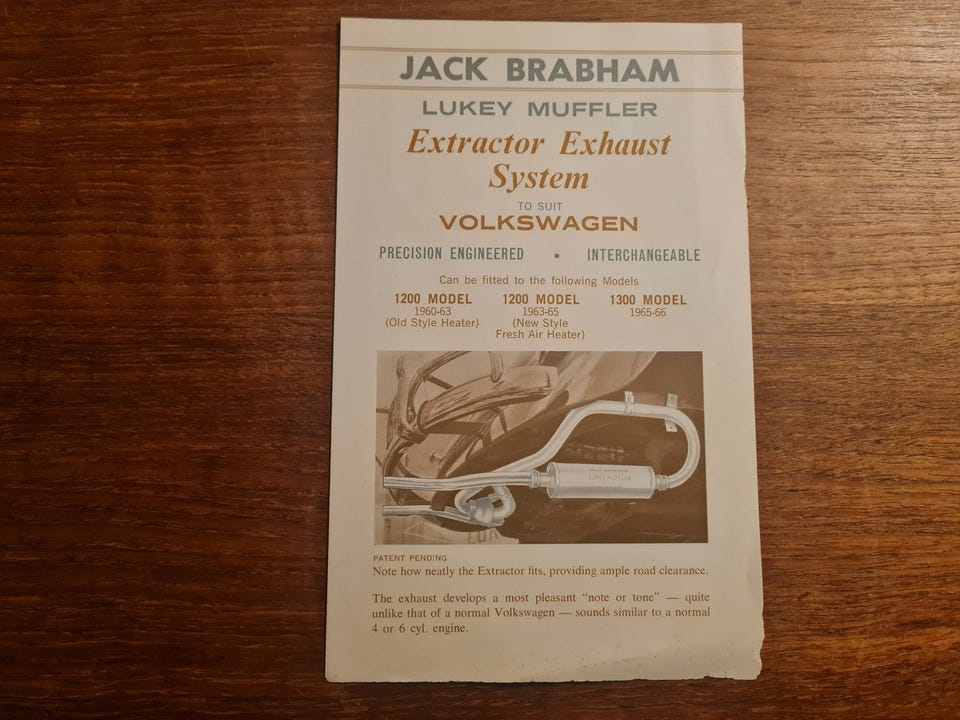 JACK BRABHAM
LUKEY MUFFLER
Extractor Exhaust
System
TO SUIT
VOLKSWAGEN
PRECISION ENGINEERED • INTERCHANGEABLE
Can be fitted to the following Models
1200 MODEL
1960-63
(Old Style Heater)
1200 MODEL
1963-65
(New Style
Fresh Air Heater)
1300 MODEL
1965-66
JACK BRABHAM
LUKEY MUFFLER
PATENT PENDING
Note how neatly the Extractor fits, providing ample road clearance.
The exhaust develops a most pleasant "note or tone" — quite
unlike that of a normal Volkswagen — sounds similar to a normal
4 or 6 cyl. engine.